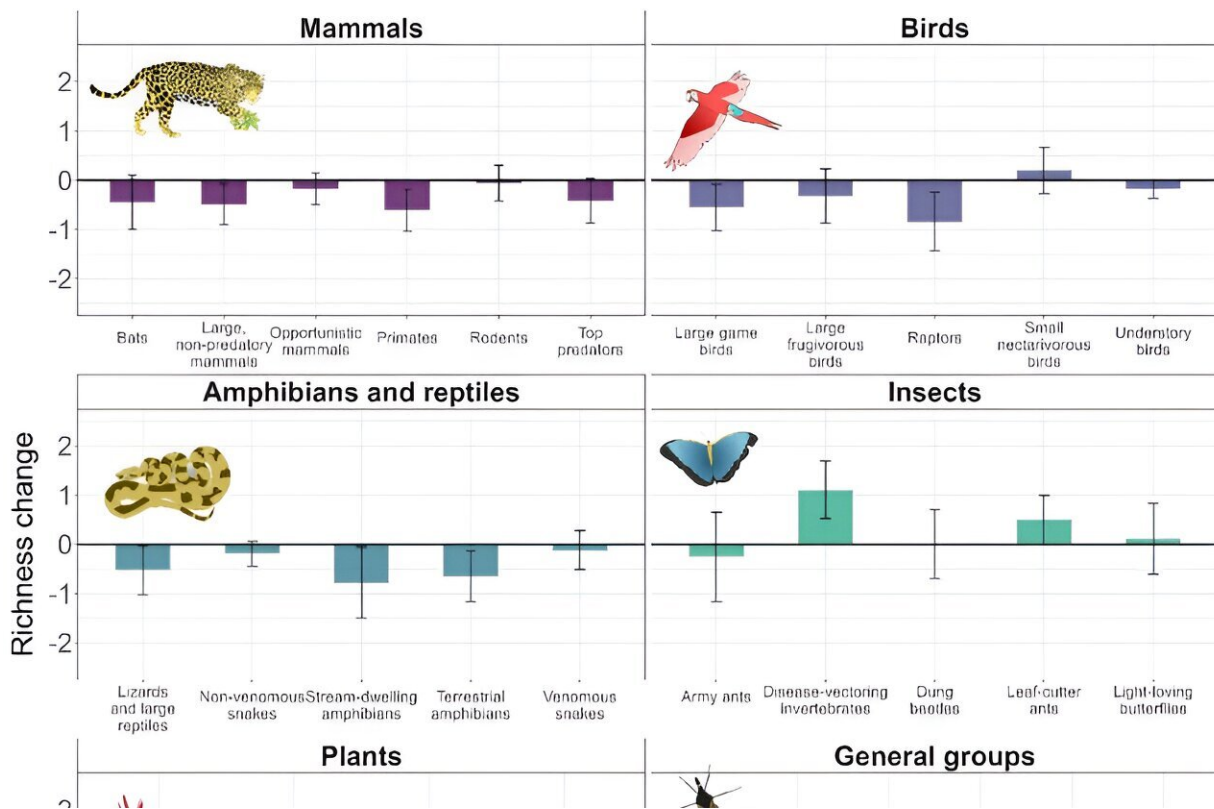 Mammals
Birds
2
1
0
-1
-2
Bats
Large,
non-predatory
mammals
Opportunistic
mammals
Primates
Rodents
Top
predators
Large game
birds
Large
frugivorous
birds
Raptors
Small
nectarivorous
birds
Understory
birds
Amphibians and reptiles
Insects
Richness change
2
1
0
-1
-2
Lizards
and large
reptiles
Non-venomous
snakes
Stream-dwelling
amphibians
Terrestrial
amphibians
Venomous
snakes
Army ants
Disease-vectoring
invertebrates
Dung
beetles
Leaf-cutter
ants
Light-loving
butterflies
Plants
General groups
2